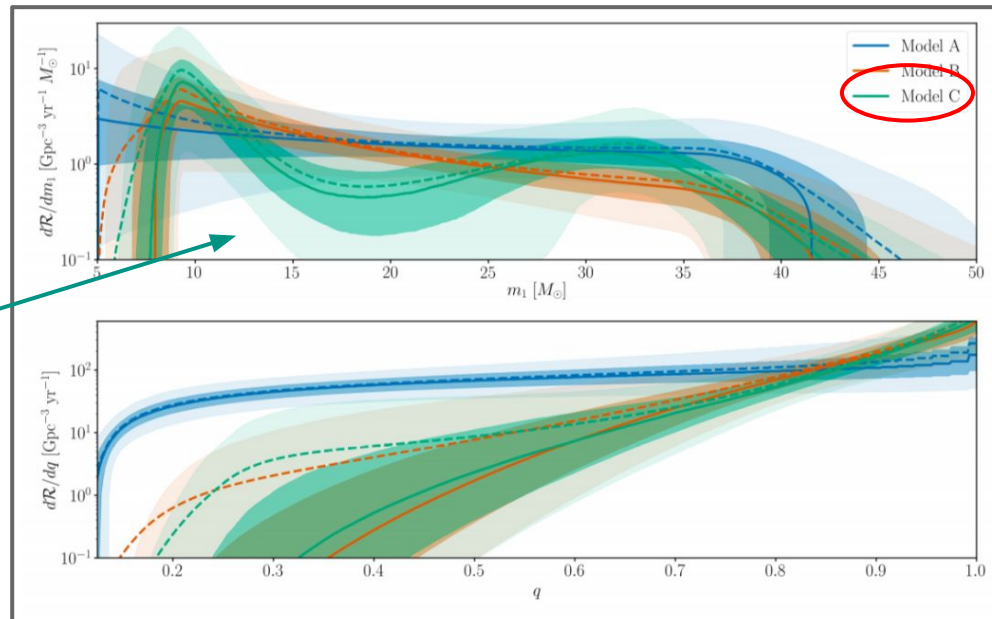 Model A
Model B
Model C
dR/dm₁ [Gpc⁻³ yr⁻¹ M⊙⁻¹]
10¹
10⁰
10⁻¹
5 10 15 20 25 30 35 40 45 50
m₁ [M⊙]
dR/dq [Gpc⁻³ yr⁻¹]
10²
10¹
10⁰
10⁻¹
0.2 0.3 0.4 0.5 0.6 0.7 0.8 0.9 1.0
q